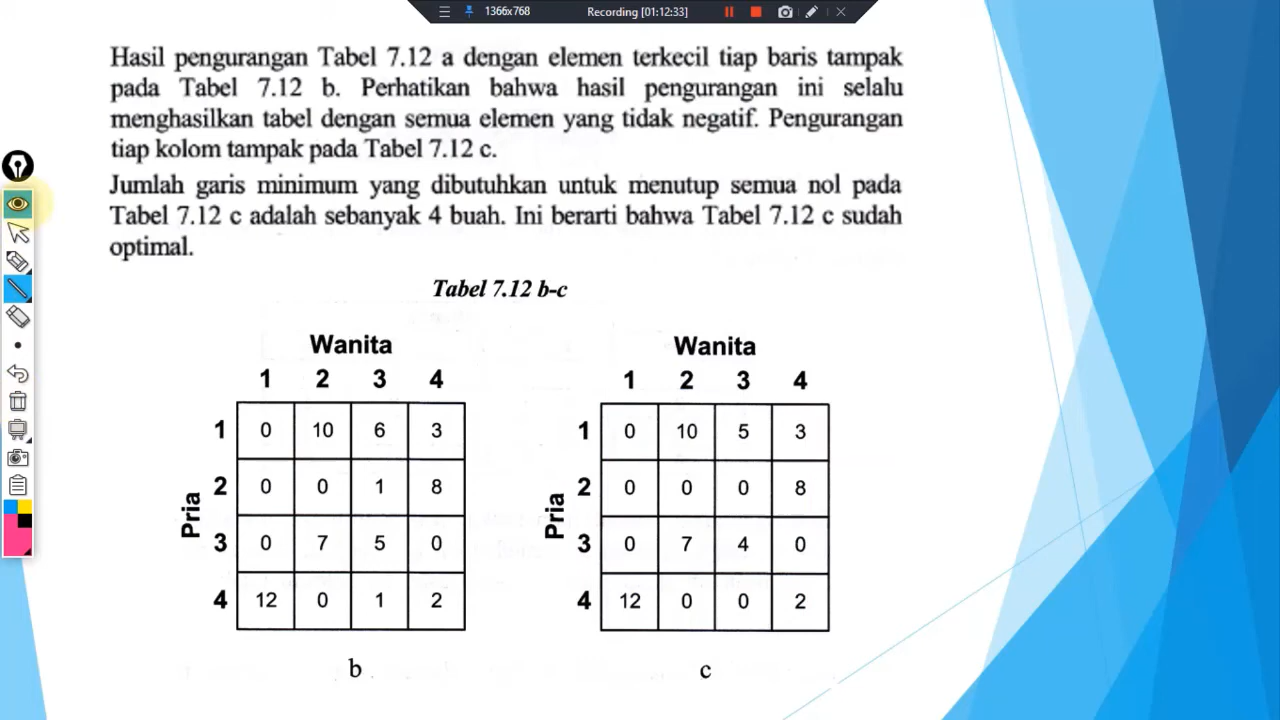 1366x768 Recording [01:12:33]
Hasil pengurangan Tabel 7.12 a dengan elemen terkecil tiap baris tampak
pada Tabel 7.12 b. Perhatikan bahwa hasil pengurangan ini selalu
menghasilkan tabel dengan semua elemen yang tidak negatif. Pengurangan
tiap kolom tampak pada Tabel 7.12 c.
Jumlah garis minimum yang dibutuhkan untuk menutup semua nol pada
Tabel 7.12 c adalah sebanyak 4 buah. Ini berarti bahwa Tabel 7.12 c sudah
optimal.
Tabel 7.12 b-c
Wanita
1 2 3 4
Pria
1 0 10 6 3
2 0 0 1 8
3 0 7 5 0
4 12 0 1 2
b
Wanita
1 2 3 4
Pria
1 0 10 5 3
2 0 0 0 8
3 0 7 4 0
4 12 0 0 2
c